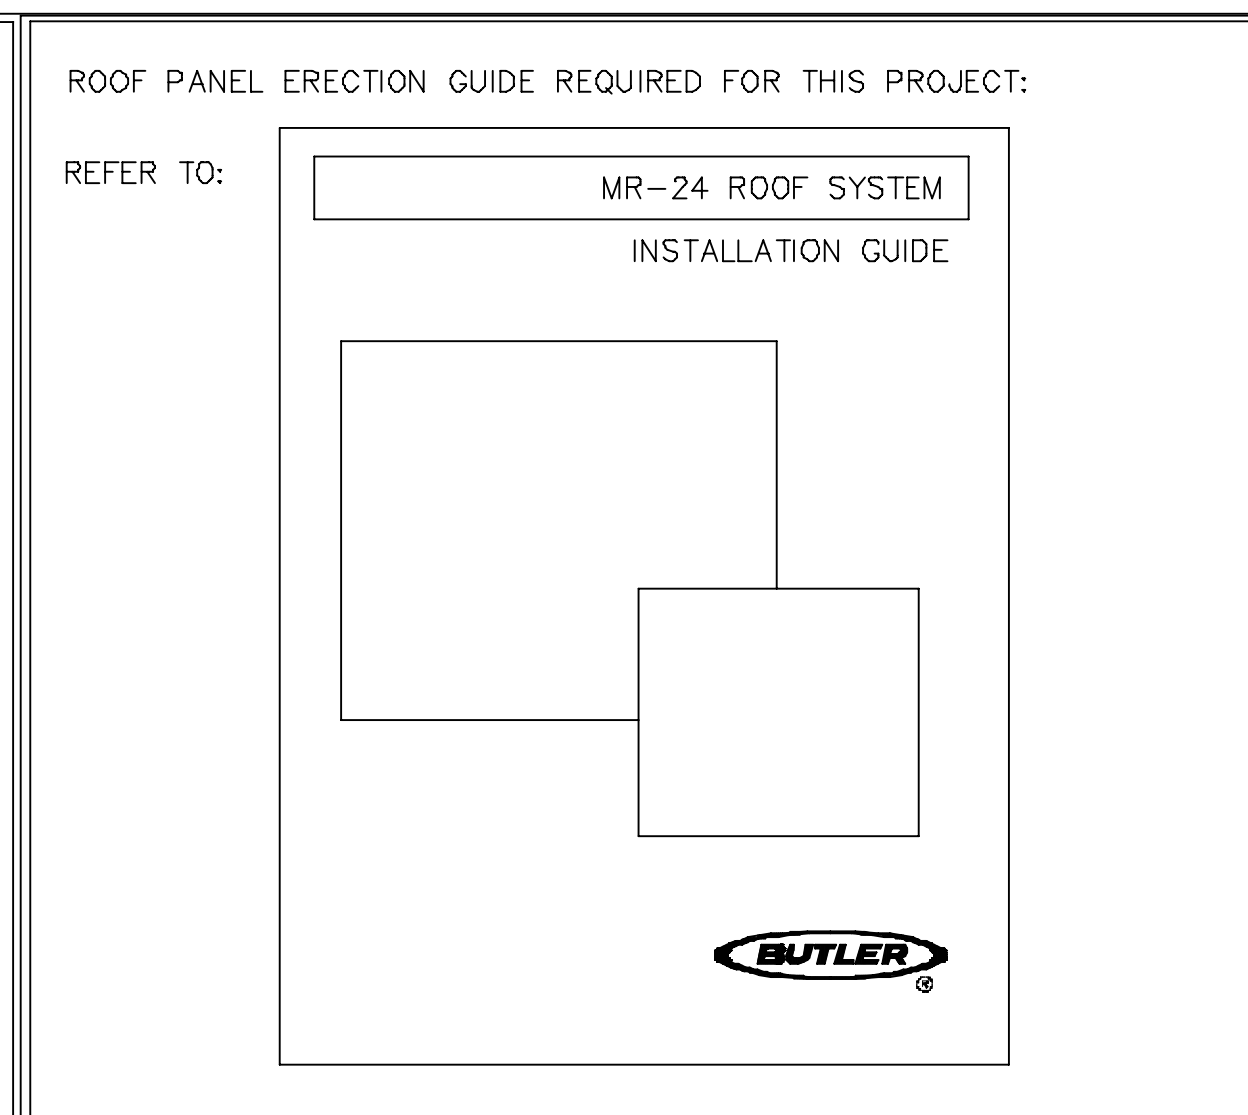 ROOF PANEL ERECTION GUIDE REQUIRED FOR THIS PROJECT:
REFER TO:
MR-24 ROOF SYSTEM
INSTALLATION GUIDE
BUTLER
®